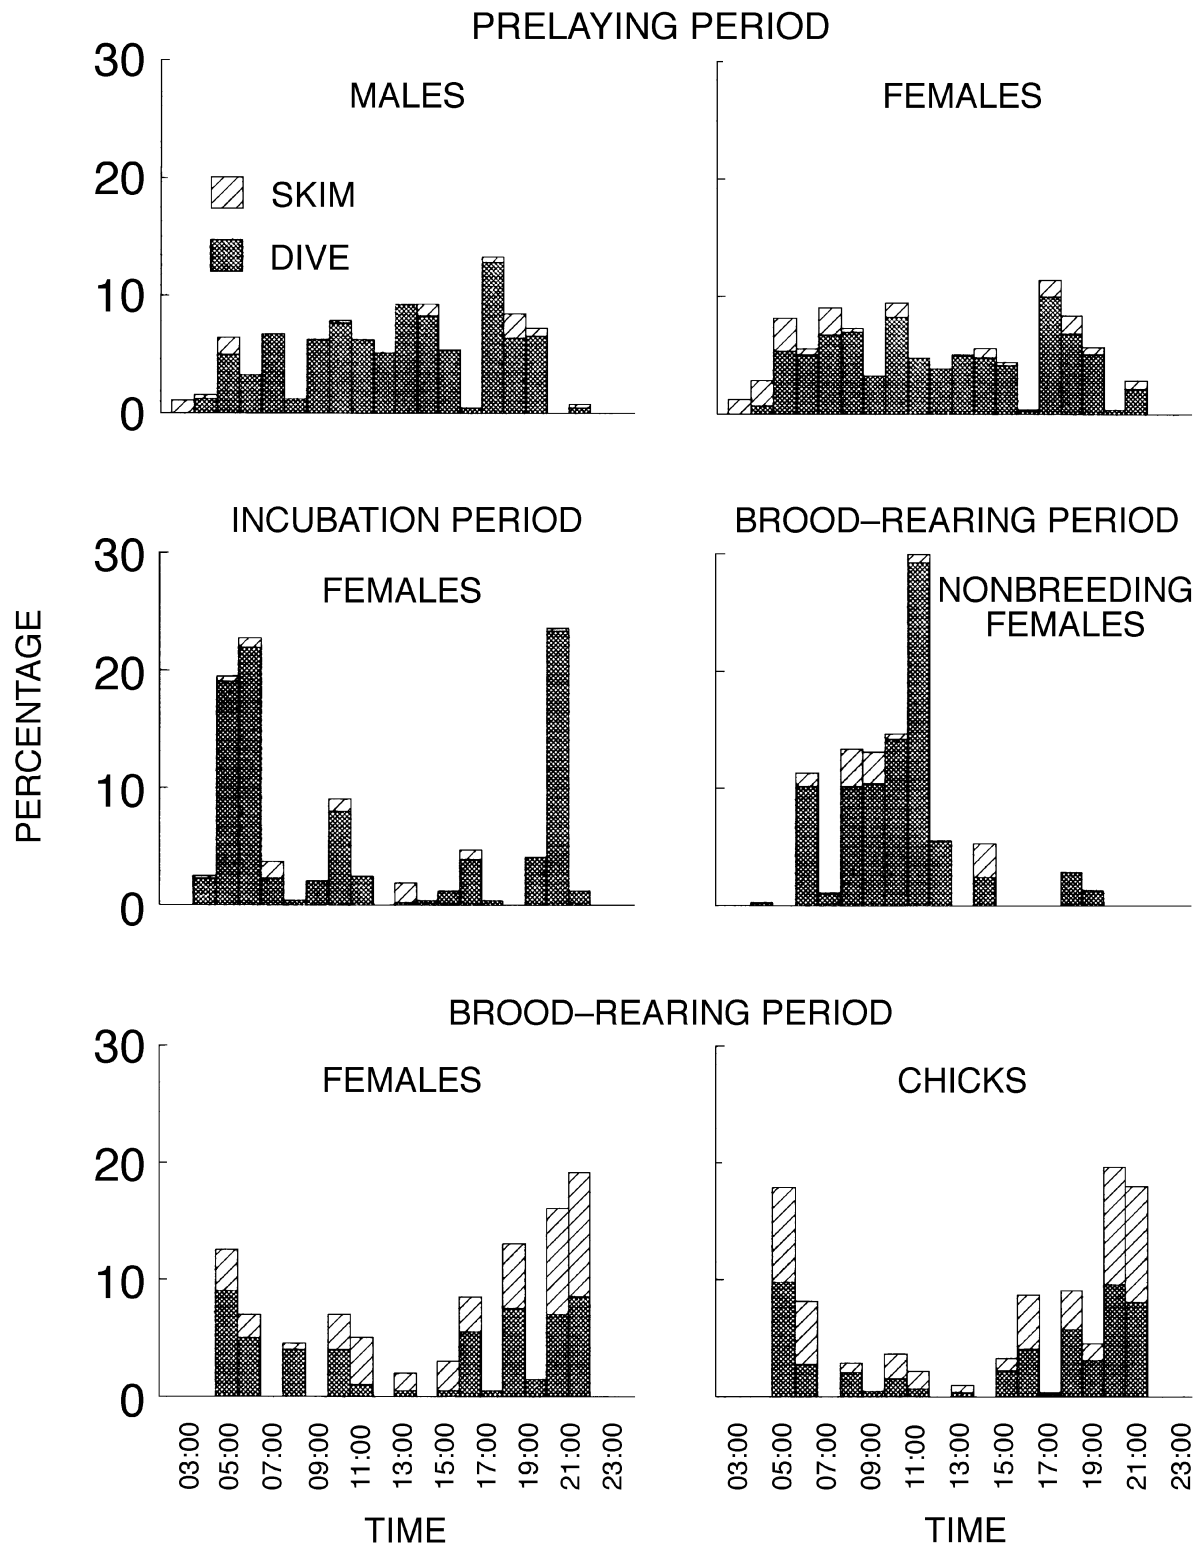 PRELAYING PERIOD
MALES
FEMALES
30
20
10
0
SKIM
DIVE
INCUBATION PERIOD
BROOD–REARING PERIOD
FEMALES
NONBREEDING
FEMALES
30
20
10
0
PERCENTAGE
BROOD–REARING PERIOD
FEMALES
CHICKS
30
20
10
0
03:00 05:00 07:00 09:00 11:00 13:00 15:00 17:00 19:00 21:00 23:00
03:00 05:00 07:00 09:00 11:00 13:00 15:00 17:00 19:00 21:00 23:00
TIME
TIME